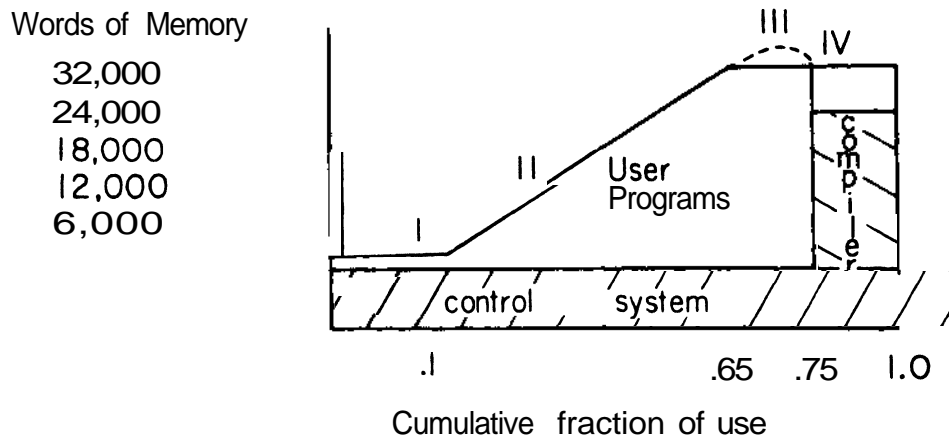 Words of Memory
32,000
24,000
18,000
12,000
6,000
I
II
III
IV
User
Programs
compiler
control system
.1 .65 .75 1.0
Cumulative fraction of use